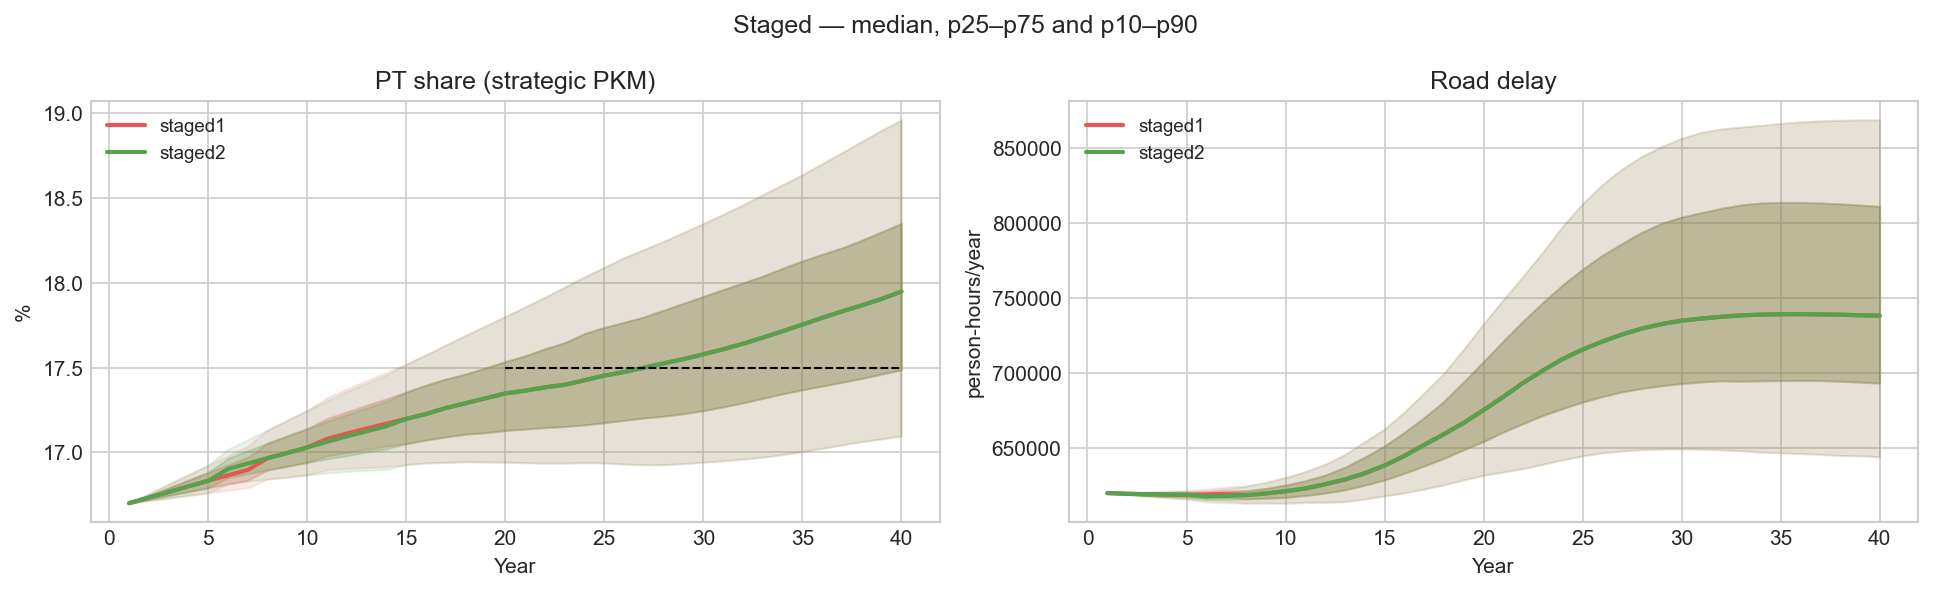 Staged — median, p25–p75 and p10–p90
PT share (strategic PKM)
19.0
18.5
18.0
17.5
17.0
%
staged1
staged2
0 5 10 15 20 25 30 35 40
Year
Road delay
850000
800000
750000
700000
650000
person-hours/year
staged1
staged2
0 5 10 15 20 25 30 35 40
Year